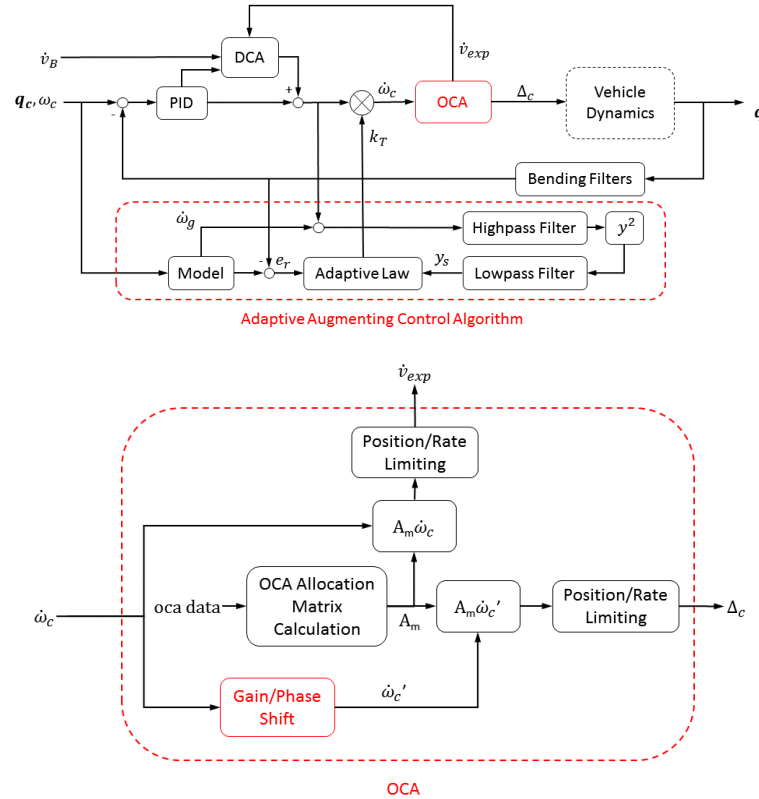 v̇_exp
v̇_B
DCA
+
q_c, ω_c
-
PID
ω̇_c
OCA
Δ_c
Vehicle
Dynamics
q
k_T
Bending Filters
ω̇_g
Highpass Filter
y²
Model
-
e_r
Adaptive Law
y_s
Lowpass Filter
Adaptive Augmenting Control Algorithm
v̇_exp
Position/Rate
Limiting
A_m ω̇_c
ω̇_c
oca data
OCA Allocation
Matrix
Calculation
A_m
A_m ω̇_c'
Position/Rate
Limiting
Δ_c
Gain/Phase
Shift
ω̇_c'
OCA